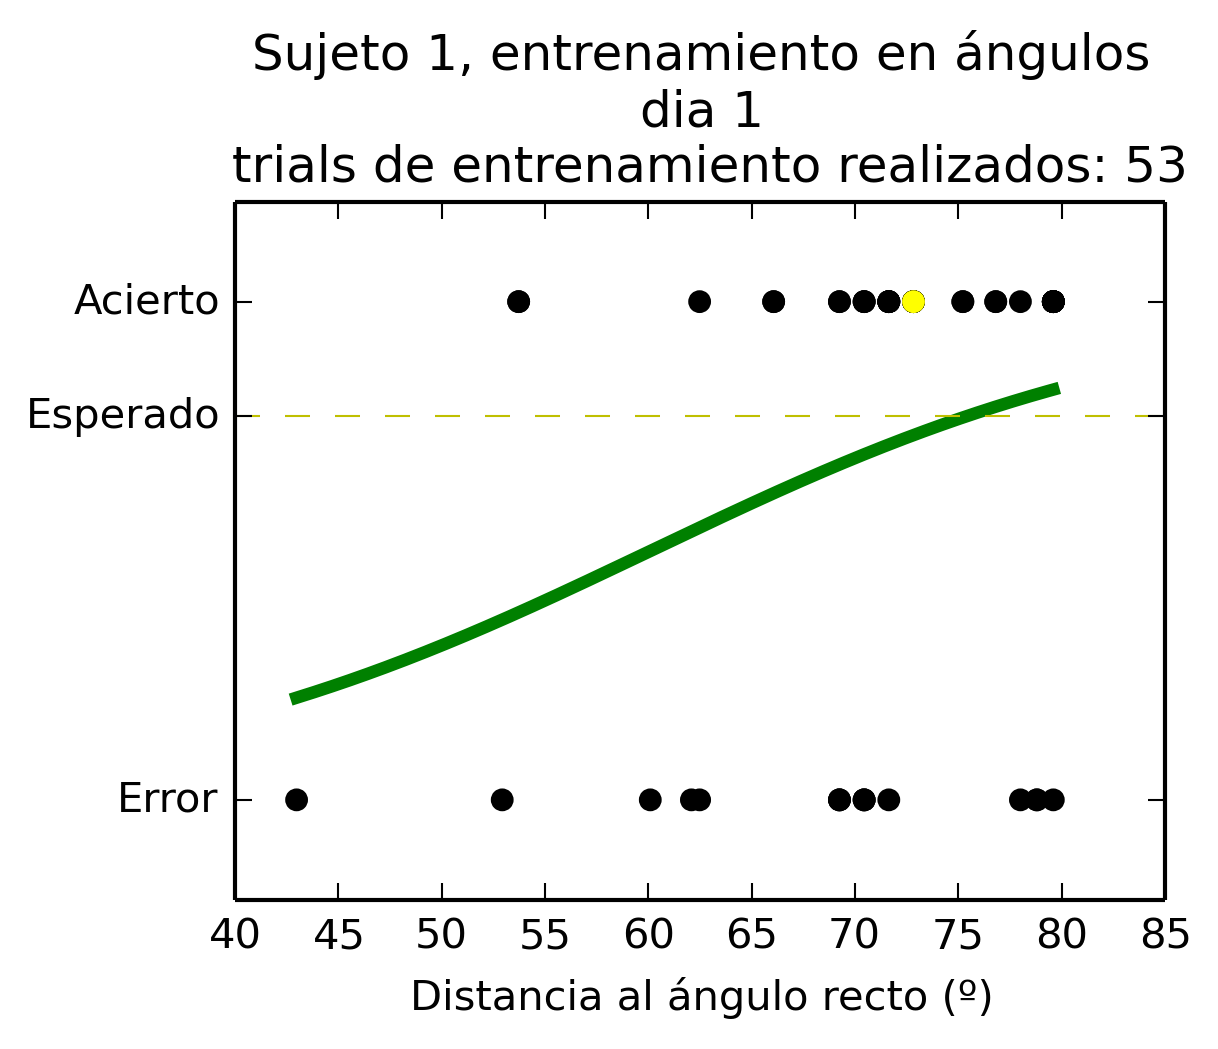 Sujeto 1, entrenamiento en ángulos
dia 1
trials de entrenamiento realizados: 53
Acierto
Esperado
Error
40 45 50 55 60 65 70 75 80 85
Distancia al ángulo recto (º)